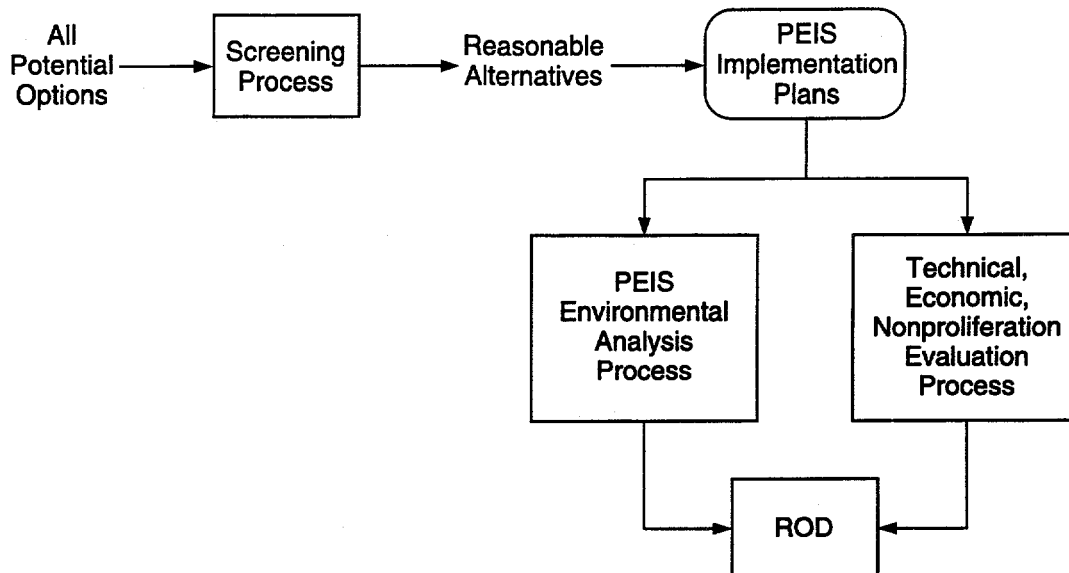 All
Potential
Options
Screening
Process
Reasonable
Alternatives
PEIS
Implementation
Plans
PEIS
Environmental
Analysis
Process
Technical,
Economic,
Nonproliferation
Evaluation
Process
ROD